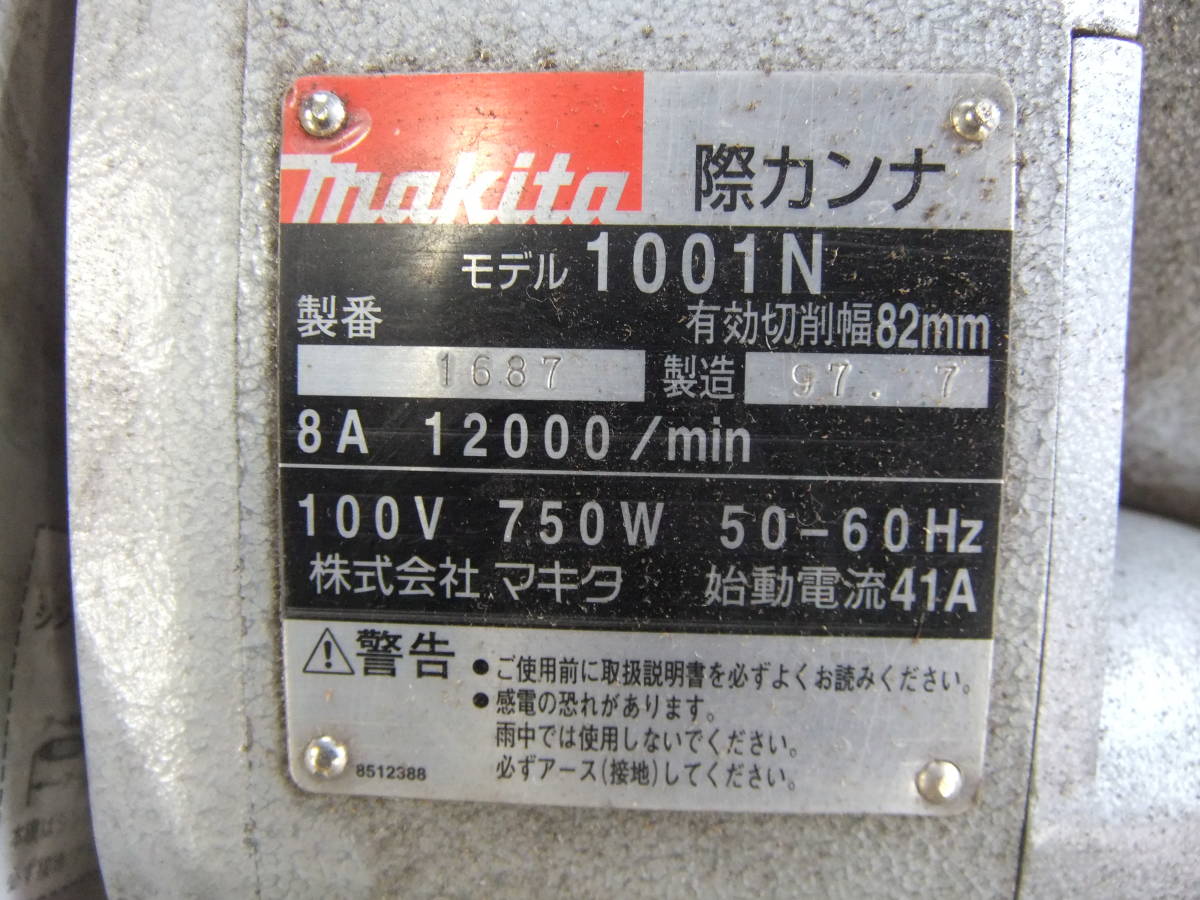 makita 際カンナ
モデル 1001N
製番 有効切削幅82mm
1687 製造 97. 7
8A 12000/min
100V 750W 50-60Hz
株式会社 マキタ 始動電流41A
⚠警告 ●ご使用前に取扱説明書を必ずよくお読みください。
●感電の恐れがあります。
雨中では使用しないでください。
必ずアース(接地)してください。
8512388